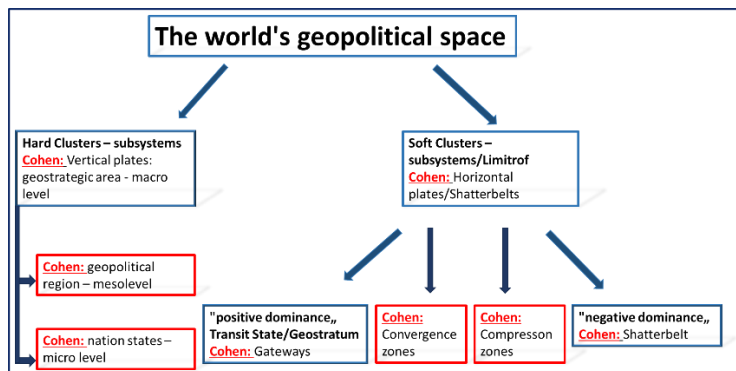 The world's geopolitical space
Hard Clusters – subsystems
Cohen: Vertical plates:
geostrategic area - macro
level
Soft Clusters –
subsystems/Limitrof
Cohen: Horizontal
plates/Shatterbelts
Cohen: geopolitical
region – mesolevel
Cohen: nation states –
micro level
"positive dominance„
Transit State/Geostratum
Cohen: Gateways
Cohen:
Convergence
zones
Cohen:
Compresson
zones
"negative dominance„
Cohen: Shatterbelt